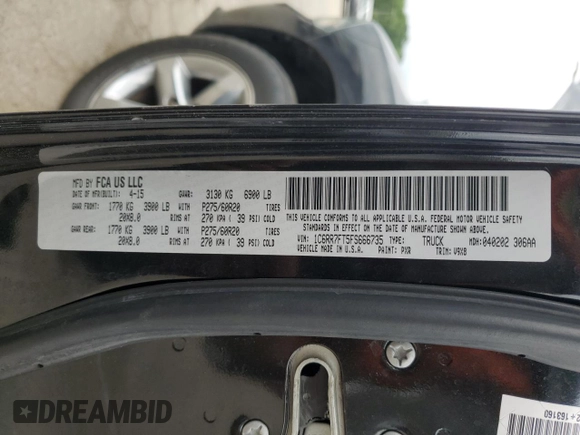 MFD BY FCA US LLC
DATE OF MFG(BUILT): 4-15 GVWR: 3130 KG 6900 LB
GAWR FRONT: 1770 KG 3900 LB WITH P275/60R20 TIRES
20X8.0 RIMS AT 270 KPA ( 39 PSI) COLD
GAWR REAR: 1770 KG 3900 LB WITH P275/60R20 TIRES
20X8.0 RIMS AT 270 KPA ( 39 PSI) COLD
THIS VEHICLE COMPLIES TO ALL APPLICABLE U.S.A. FEDERAL MOTOR VEHICLE SAFETY
STANDARDS IN EFFECT ON THE DATE OF MANUFACTURE SHOWN ABOVE.
VIN: 1C6RR7FT5FS666735 TYPE: TRUCK MDH:040202 306AA
VEHICLE MADE IN U.S.A. PAINT: PXR TRIM: V9X8
163160
DREAMBID